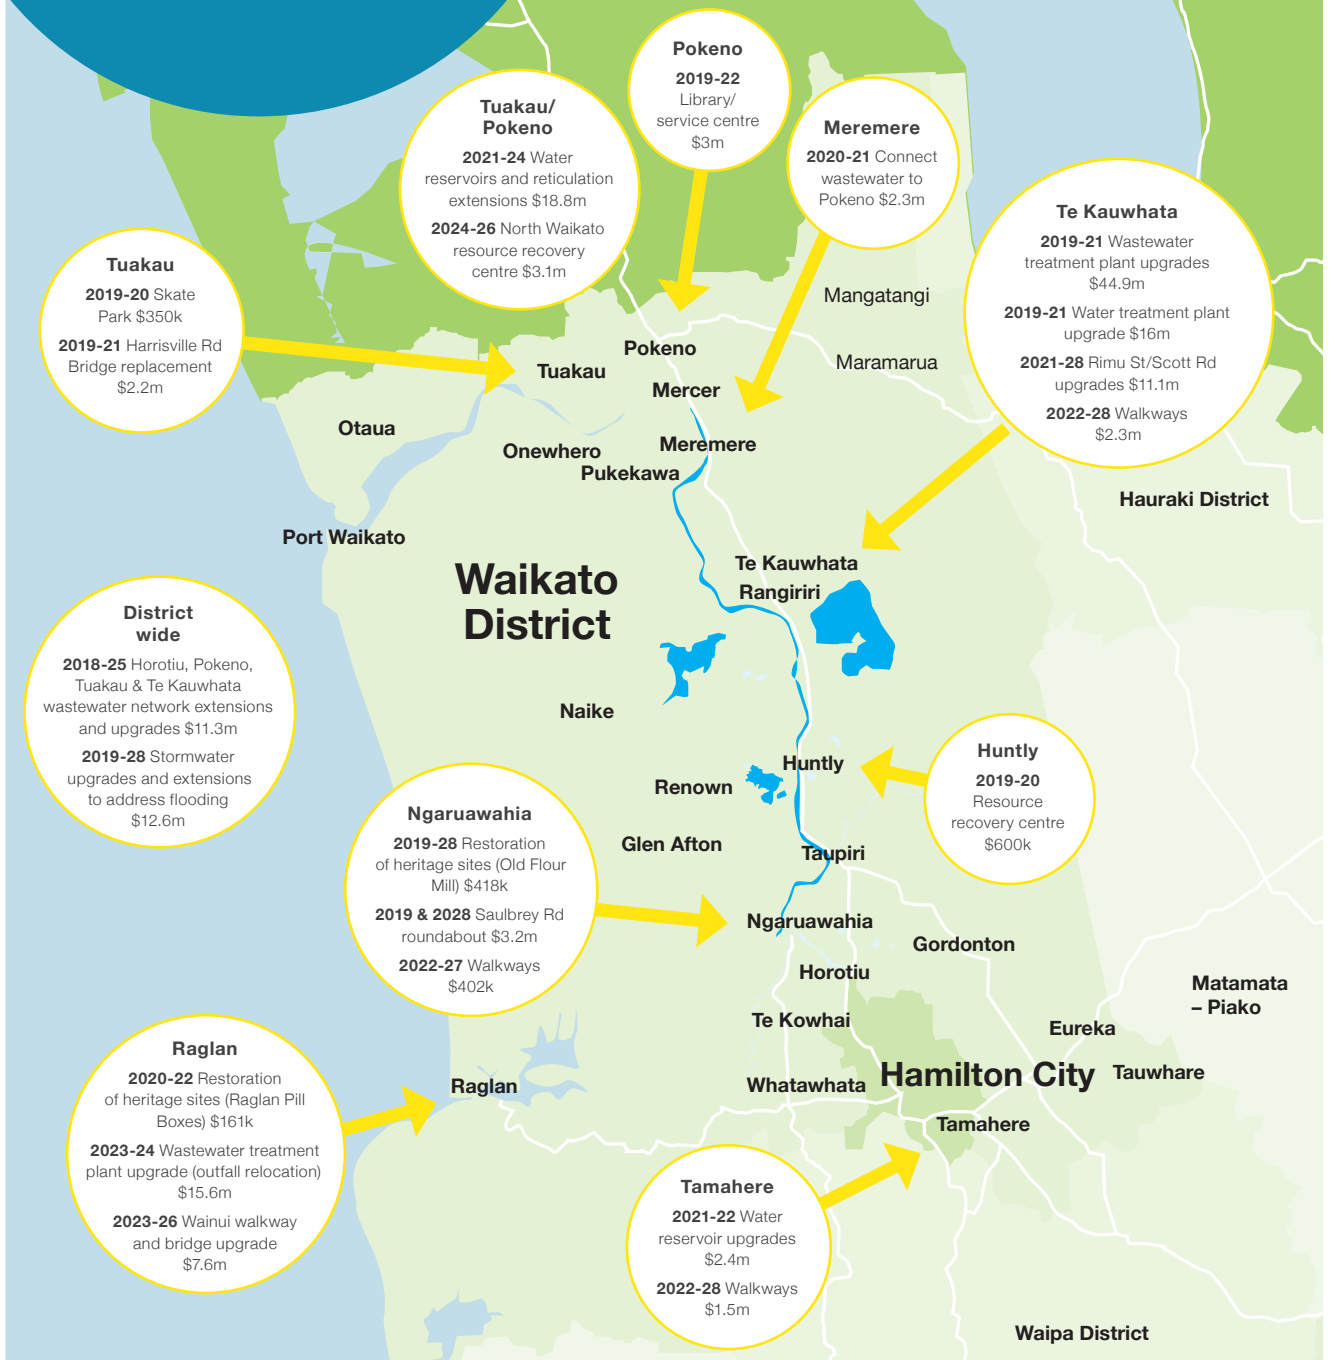 Pokeno
2019-22
Library/
service centre
$3m
Tuakau/
Pokeno
2021-24 Water
reservoirs and reticulation
extensions $18.8m
2024-26 North Waikato
resource recovery
centre $3.1m
Meremere
2020-21 Connect
wastewater to
Pokeno $2.3m
Te Kauwhata
2019-21 Wastewater
treatment plant upgrades
$44.9m
2019-21 Water treatment plant
upgrade $16m
2021-28 Rimu St/Scott Rd
upgrades $11.1m
2022-28 Walkways
$2.3m
Tuakau
2019-20 Skate
Park $350k
2019-21 Harrisville Rd
Bridge replacement
$2.2m
Mangatangi
Pokeno
Maramarua
Tuakau
Mercer
Otaua
Onewhero
Meremere
Pukekawa
Hauraki District
Port Waikato
Te Kauwhata
Rangiriri
Waikato
District
District
wide
2018-25 Horotiu, Pokeno,
Tuakau & Te Kauwhata
wastewater network extensions
and upgrades $11.3m
2019-28 Stormwater
upgrades and extensions
to address flooding
$12.6m
Naike
Huntly
Renown
Huntly
2019-20
Resource
recovery centre
$600k
Glen Afton
Taupiri
Ngaruawahia
2019-28 Restoration
of heritage sites (Old Flour
Mill) $418k
2019 & 2028 Saulbrey Rd
roundabout $3.2m
2022-27 Walkways
$402k
Ngaruawahia
Gordonton
Horotiu
Matamata
– Piako
Te Kowhai
Eureka
Hamilton City
Tauwhare
Whatawhata
Raglan
Tamahere
Raglan
2020-22 Restoration
of heritage sites (Raglan Pill
Boxes) $161k
2023-24 Wastewater treatment
plant upgrade (outfall relocation)
$15.6m
2023-26 Wainui walkway
and bridge upgrade
$7.6m
Tamahere
2021-22 Water
reservoir upgrades
$2.4m
2022-28 Walkways
$1.5m
Waipa District